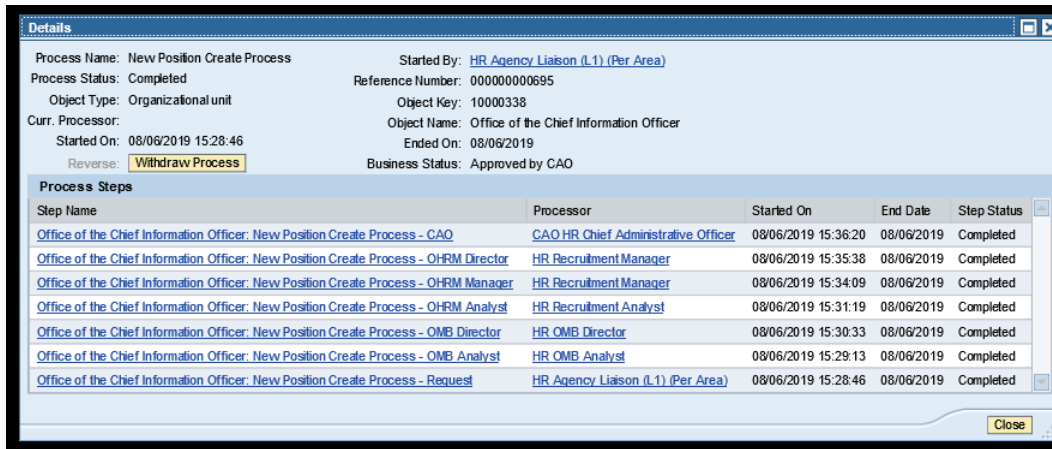 Details
Process Name: New Position Create Process Started By: HR Agency Liaison (L1) (Per Area)
Process Status: Completed Reference Number: 000000000695
Object Type: Organizational unit Object Key: 10000338
Curr. Processor: Object Name: Office of the Chief Information Officer
Started On: 08/06/2019 15:28:46 Ended On: 08/06/2019
Reverse: Withdraw Process Business Status: Approved by CAO
Process Steps
Step Name Processor Started On End Date Step Status
Office of the Chief Information Officer: New Position Create Process - CAO CAO HR Chief Administrative Officer 08/06/2019 15:36:20 08/06/2019 Completed
Office of the Chief Information Officer: New Position Create Process - OHRM Director HR Recruitment Manager 08/06/2019 15:35:38 08/06/2019 Completed
Office of the Chief Information Officer: New Position Create Process - OHRM Manager HR Recruitment Manager 08/06/2019 15:34:09 08/06/2019 Completed
Office of the Chief Information Officer: New Position Create Process - OHRM Analyst HR Recruitment Analyst 08/06/2019 15:31:19 08/06/2019 Completed
Office of the Chief Information Officer: New Position Create Process - OMB Director HR OMB Director 08/06/2019 15:30:33 08/06/2019 Completed
Office of the Chief Information Officer: New Position Create Process - OMB Analyst HR OMB Analyst 08/06/2019 15:29:13 08/06/2019 Completed
Office of the Chief Information Officer: New Position Create Process - Request HR Agency Liaison (L1) (Per Area) 08/06/2019 15:28:46 08/06/2019 Completed
Close